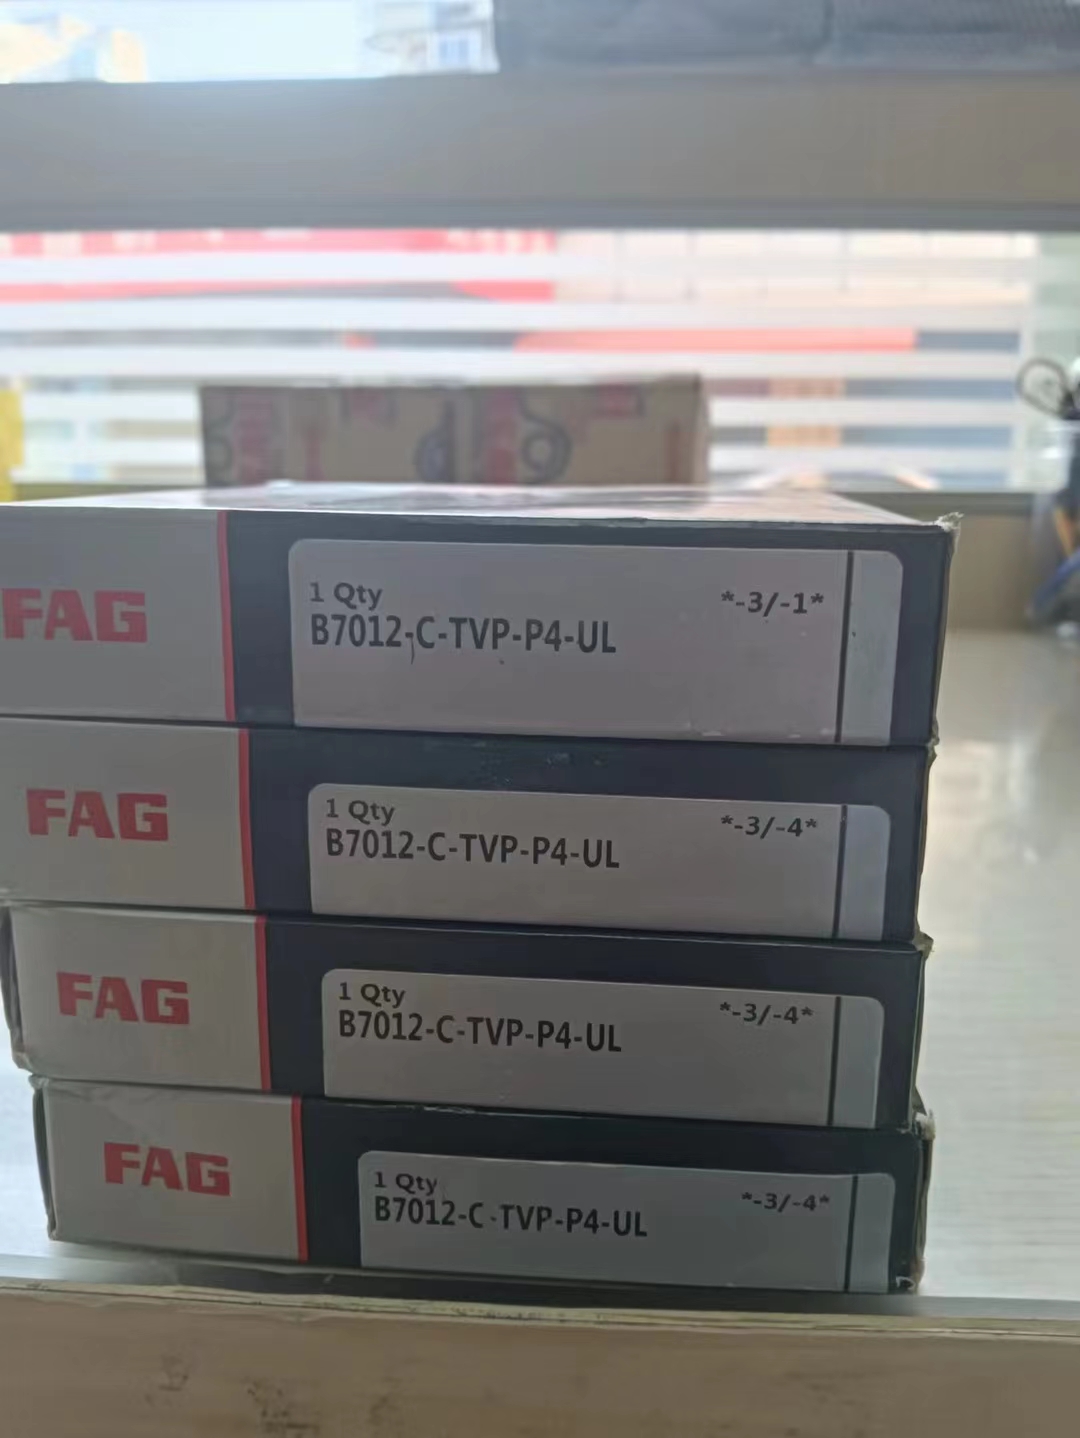 FAG
1 Qty
*-3/-1*
B7012-C-TVP-P4-UL
FAG
1 Qty
*-3/-4*
B7012-C-TVP-P4-UL
FAG
1 Qty
*-3/-4*
B7012-C-TVP-P4-UL
FAG
1 Qty
*-3/-4*
B7012-C-TVP-P4-UL